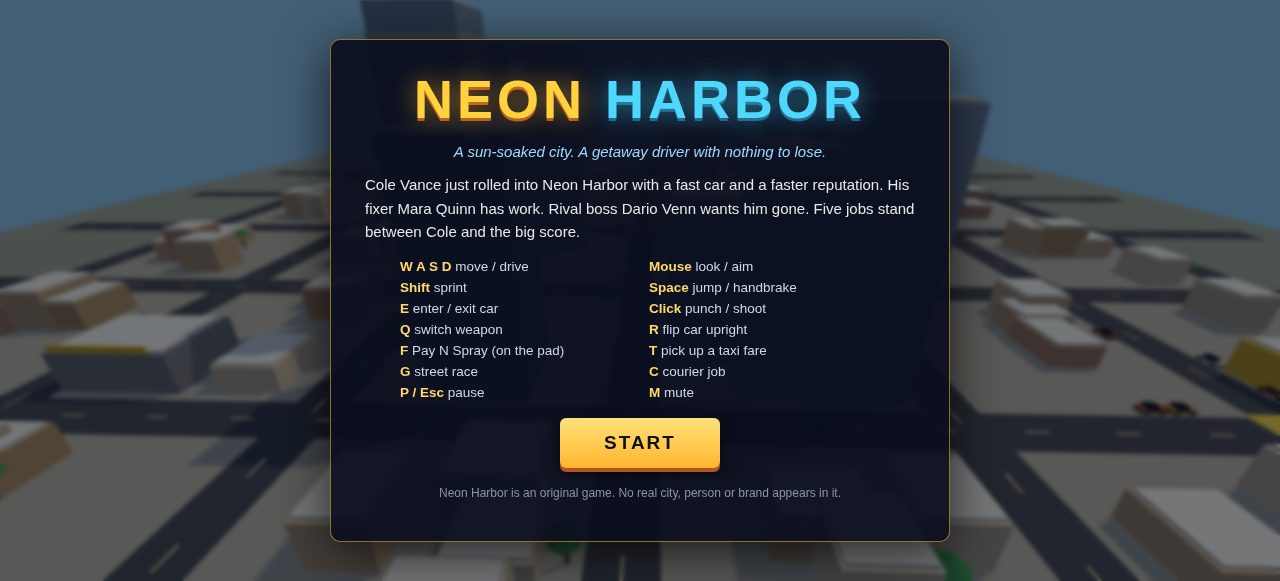 NEON HARBOR
A sun-soaked city. A getaway driver with nothing to lose.
Cole Vance just rolled into Neon Harbor with a fast car and a faster reputation. His
fixer Mara Quinn has work. Rival boss Dario Venn wants him gone. Five jobs stand
between Cole and the big score.
W A S D move / drive
Mouse look / aim
Shift sprint
Space jump / handbrake
E enter / exit car
Click punch / shoot
Q switch weapon
R flip car upright
F Pay N Spray (on the pad)
T pick up a taxi fare
G street race
C courier job
P / Esc pause
M mute
START
Neon Harbor is an original game. No real city, person or brand appears in it.